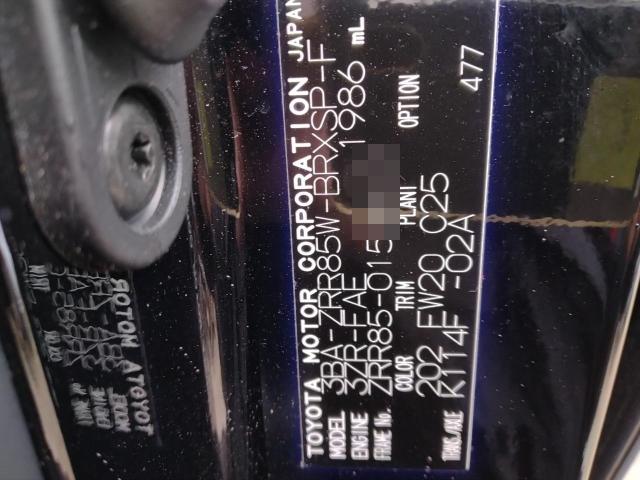 TOYOTA MOTOR CORPORATION JAPAN
MODEL 3BA-ZRR85W-BRXSP-F
ENGINE 3ZR-FAE 1986 mL
FRAME No. ZRR85-015
COLOR TRIM PLANT OPTION
202 FW20 025 477
TRANS/AXLE K114F -02A